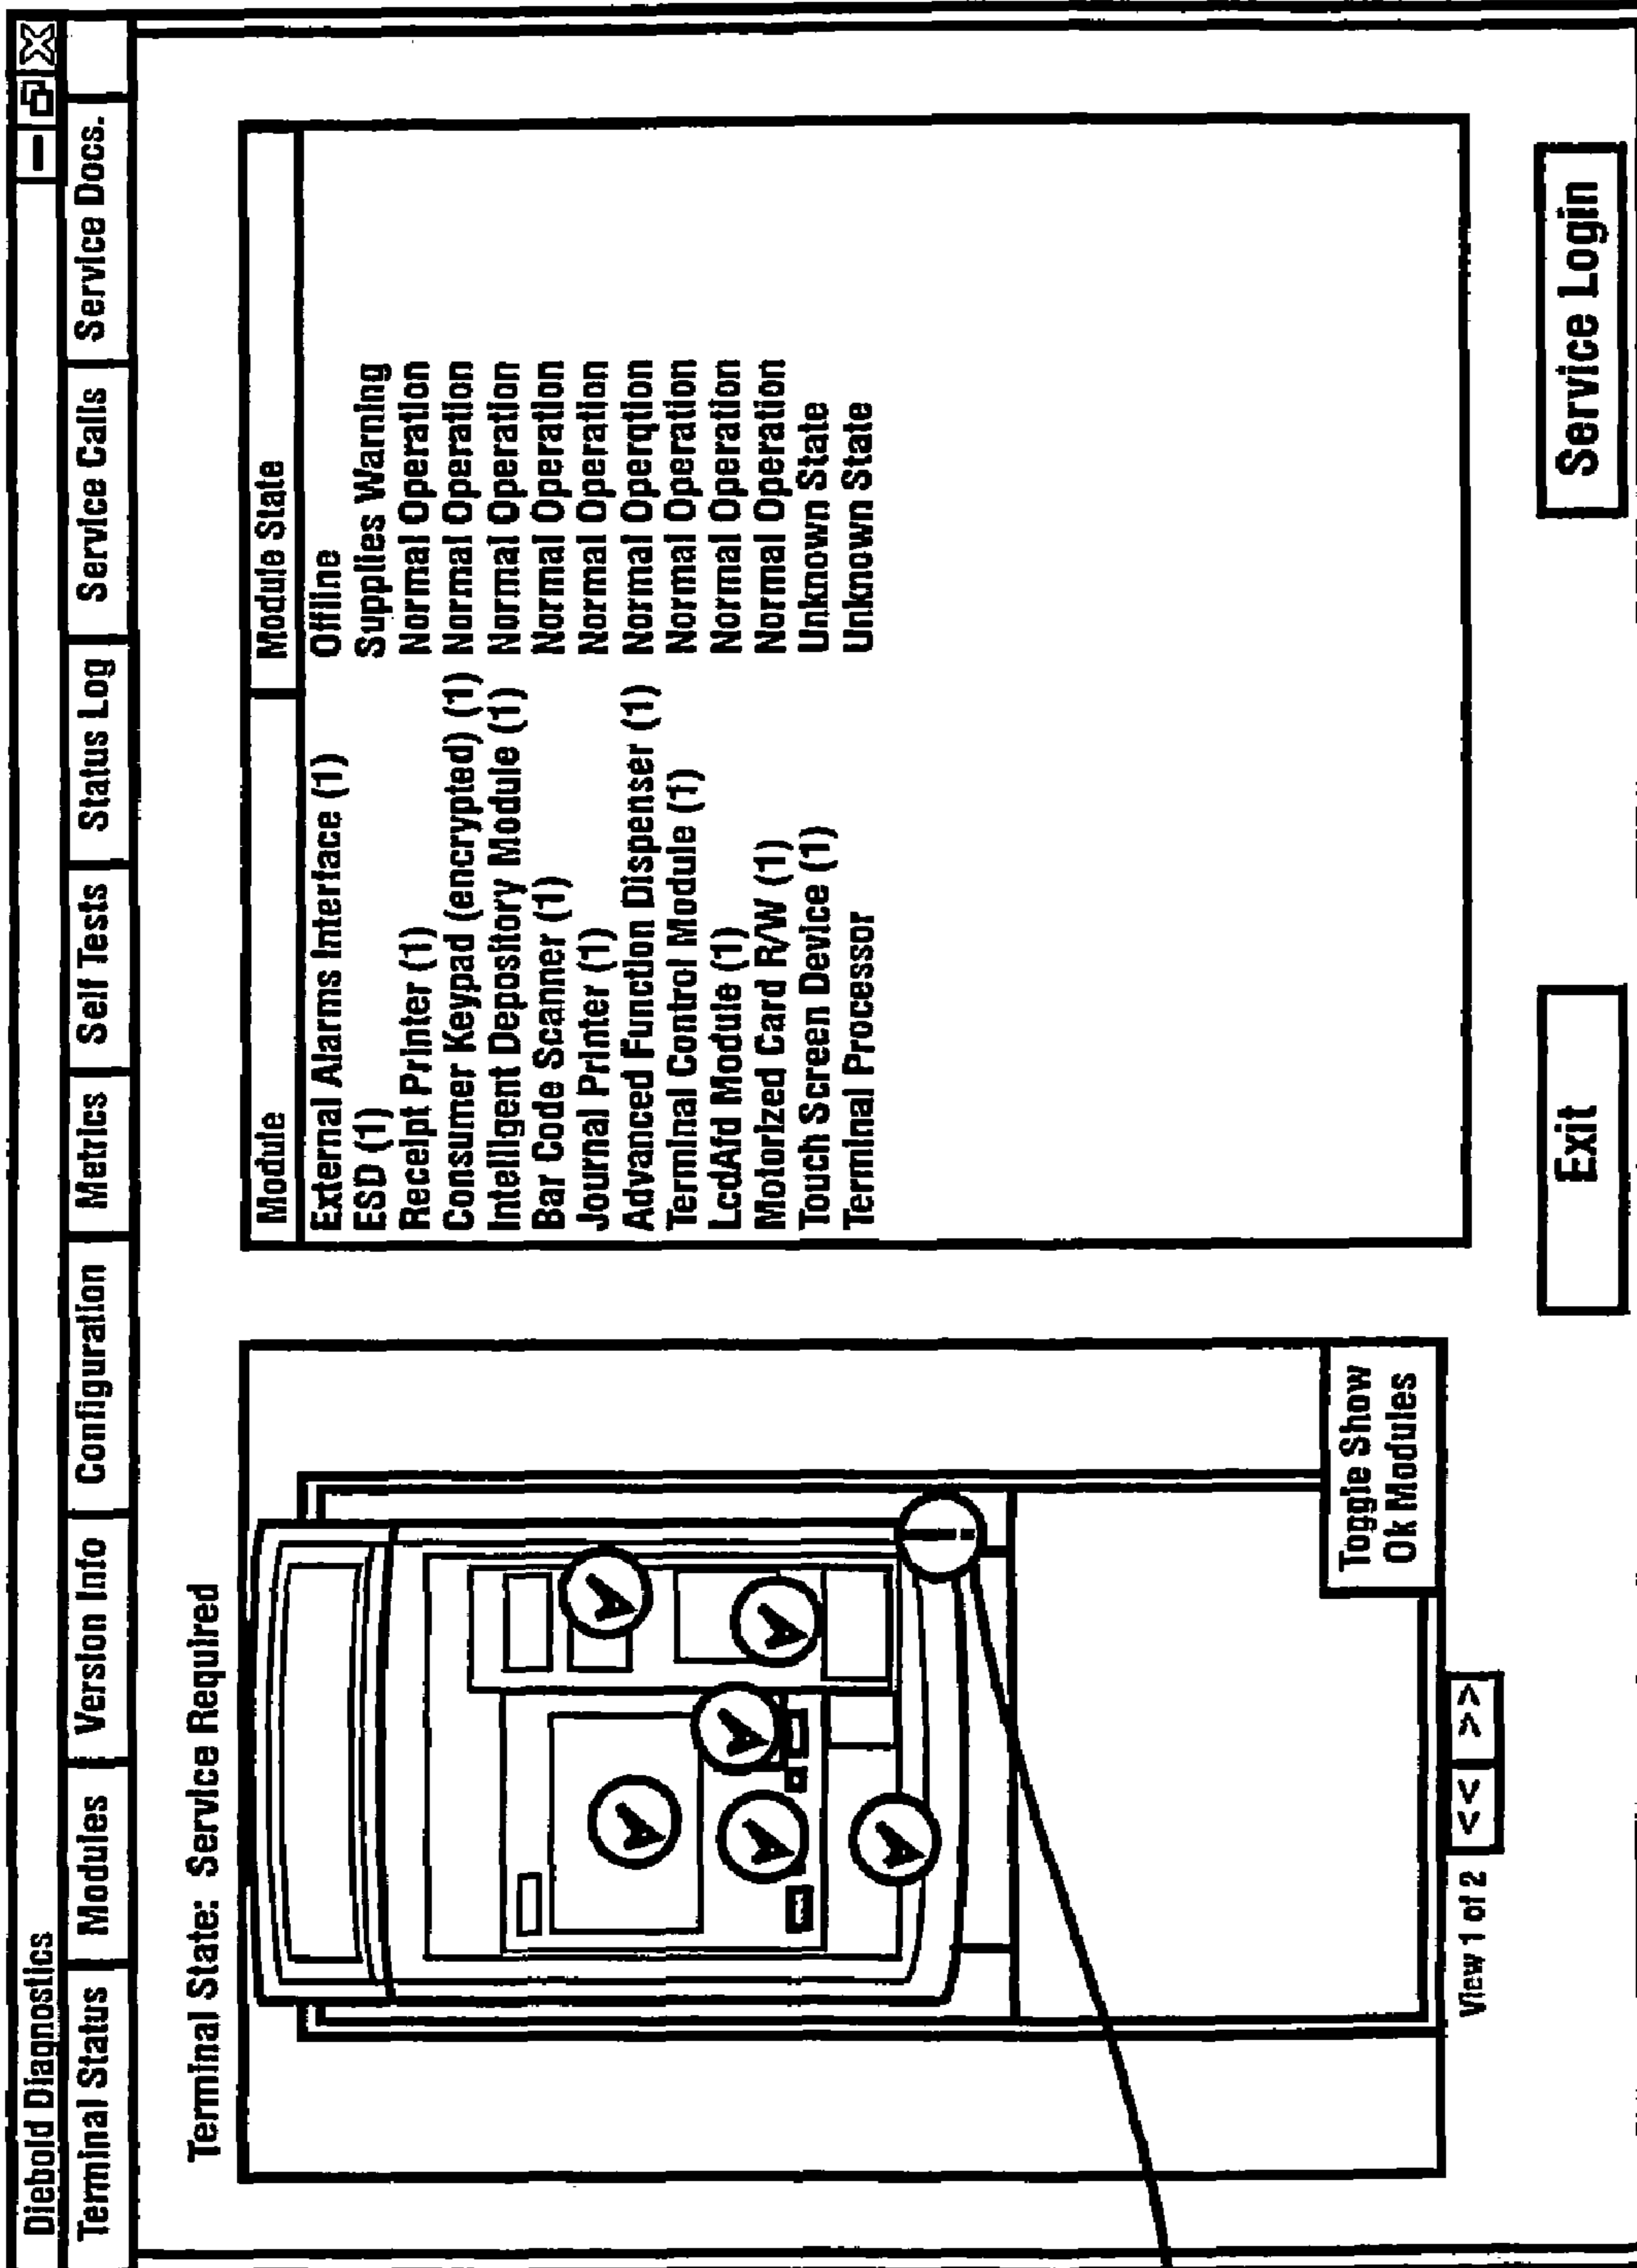 Diebold Diagnostics
Terminal Status Modules Version Info Configuration Metrics Self Tests Status Log Service Calls Service Docs.
Terminal State: Service Required
Toggle Show
Ok Modules
View 1 of 2 << >>
Module Module State
External Alarms Interface (1) Offline
ESD (1) Supplies Warning
Receipt Printer (1) Normal Operation
Consumer Keypad (encrypted) (1) Normal Operation
Intelligent Depository Module (1) Normal Operation
Bar Code Scanner (1) Normal Operation
Journal Printer (1) Normal Operation
Advanced Function Dispenser (1) Normal Operqtion
Terminal Control Module (1) Normal Operation
LcdAfd Module (1) Normal Operation
Motorized Card R/W (1) Normal Operation
Touch Screen Device (1) Unknown State
Terminal Processor Unknown State
Exit Service Login